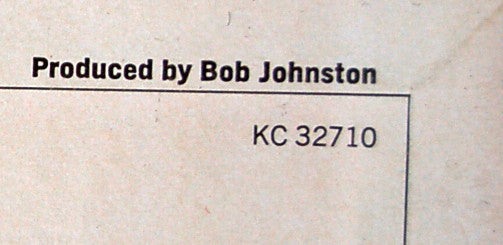 Produced by Bob Johnston
KC 32710